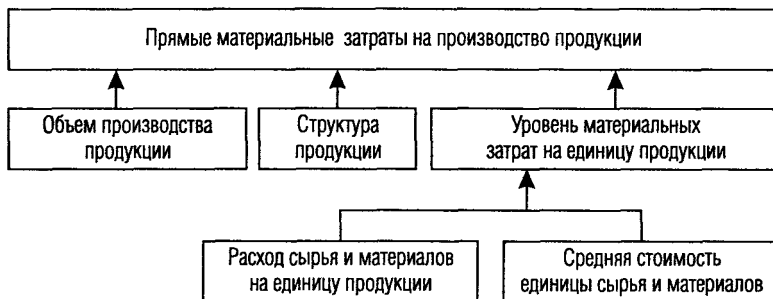 Прямые материальные затраты на производство продукции
Объем производства
продукции
Структура
продукции
Уровень материальных
затрат на единицу продукции
Расход сырья и материалов
на единицу продукции
Средняя стоимость
единицы сырья и материалов